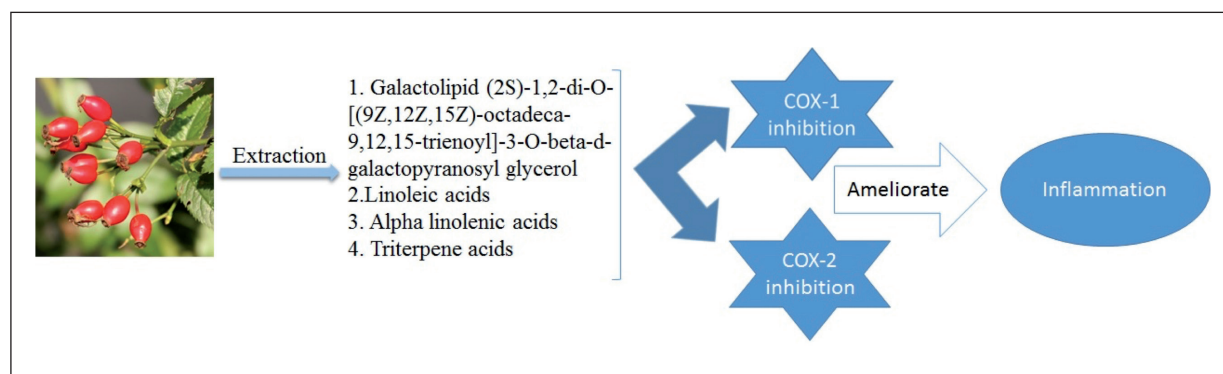 Extraction
1. Galactolipid (2S)-1,2-di-O-
[(9Z,12Z,15Z)-octadeca-
9,12,15-trienoyl]-3-O-beta-d-
galactopyranosyl glycerol
2.Linoleic acids
3. Alpha linolenic acids
4. Triterpene acids
COX-1
inhibition
COX-2
inhibition
Ameliorate
Inflammation